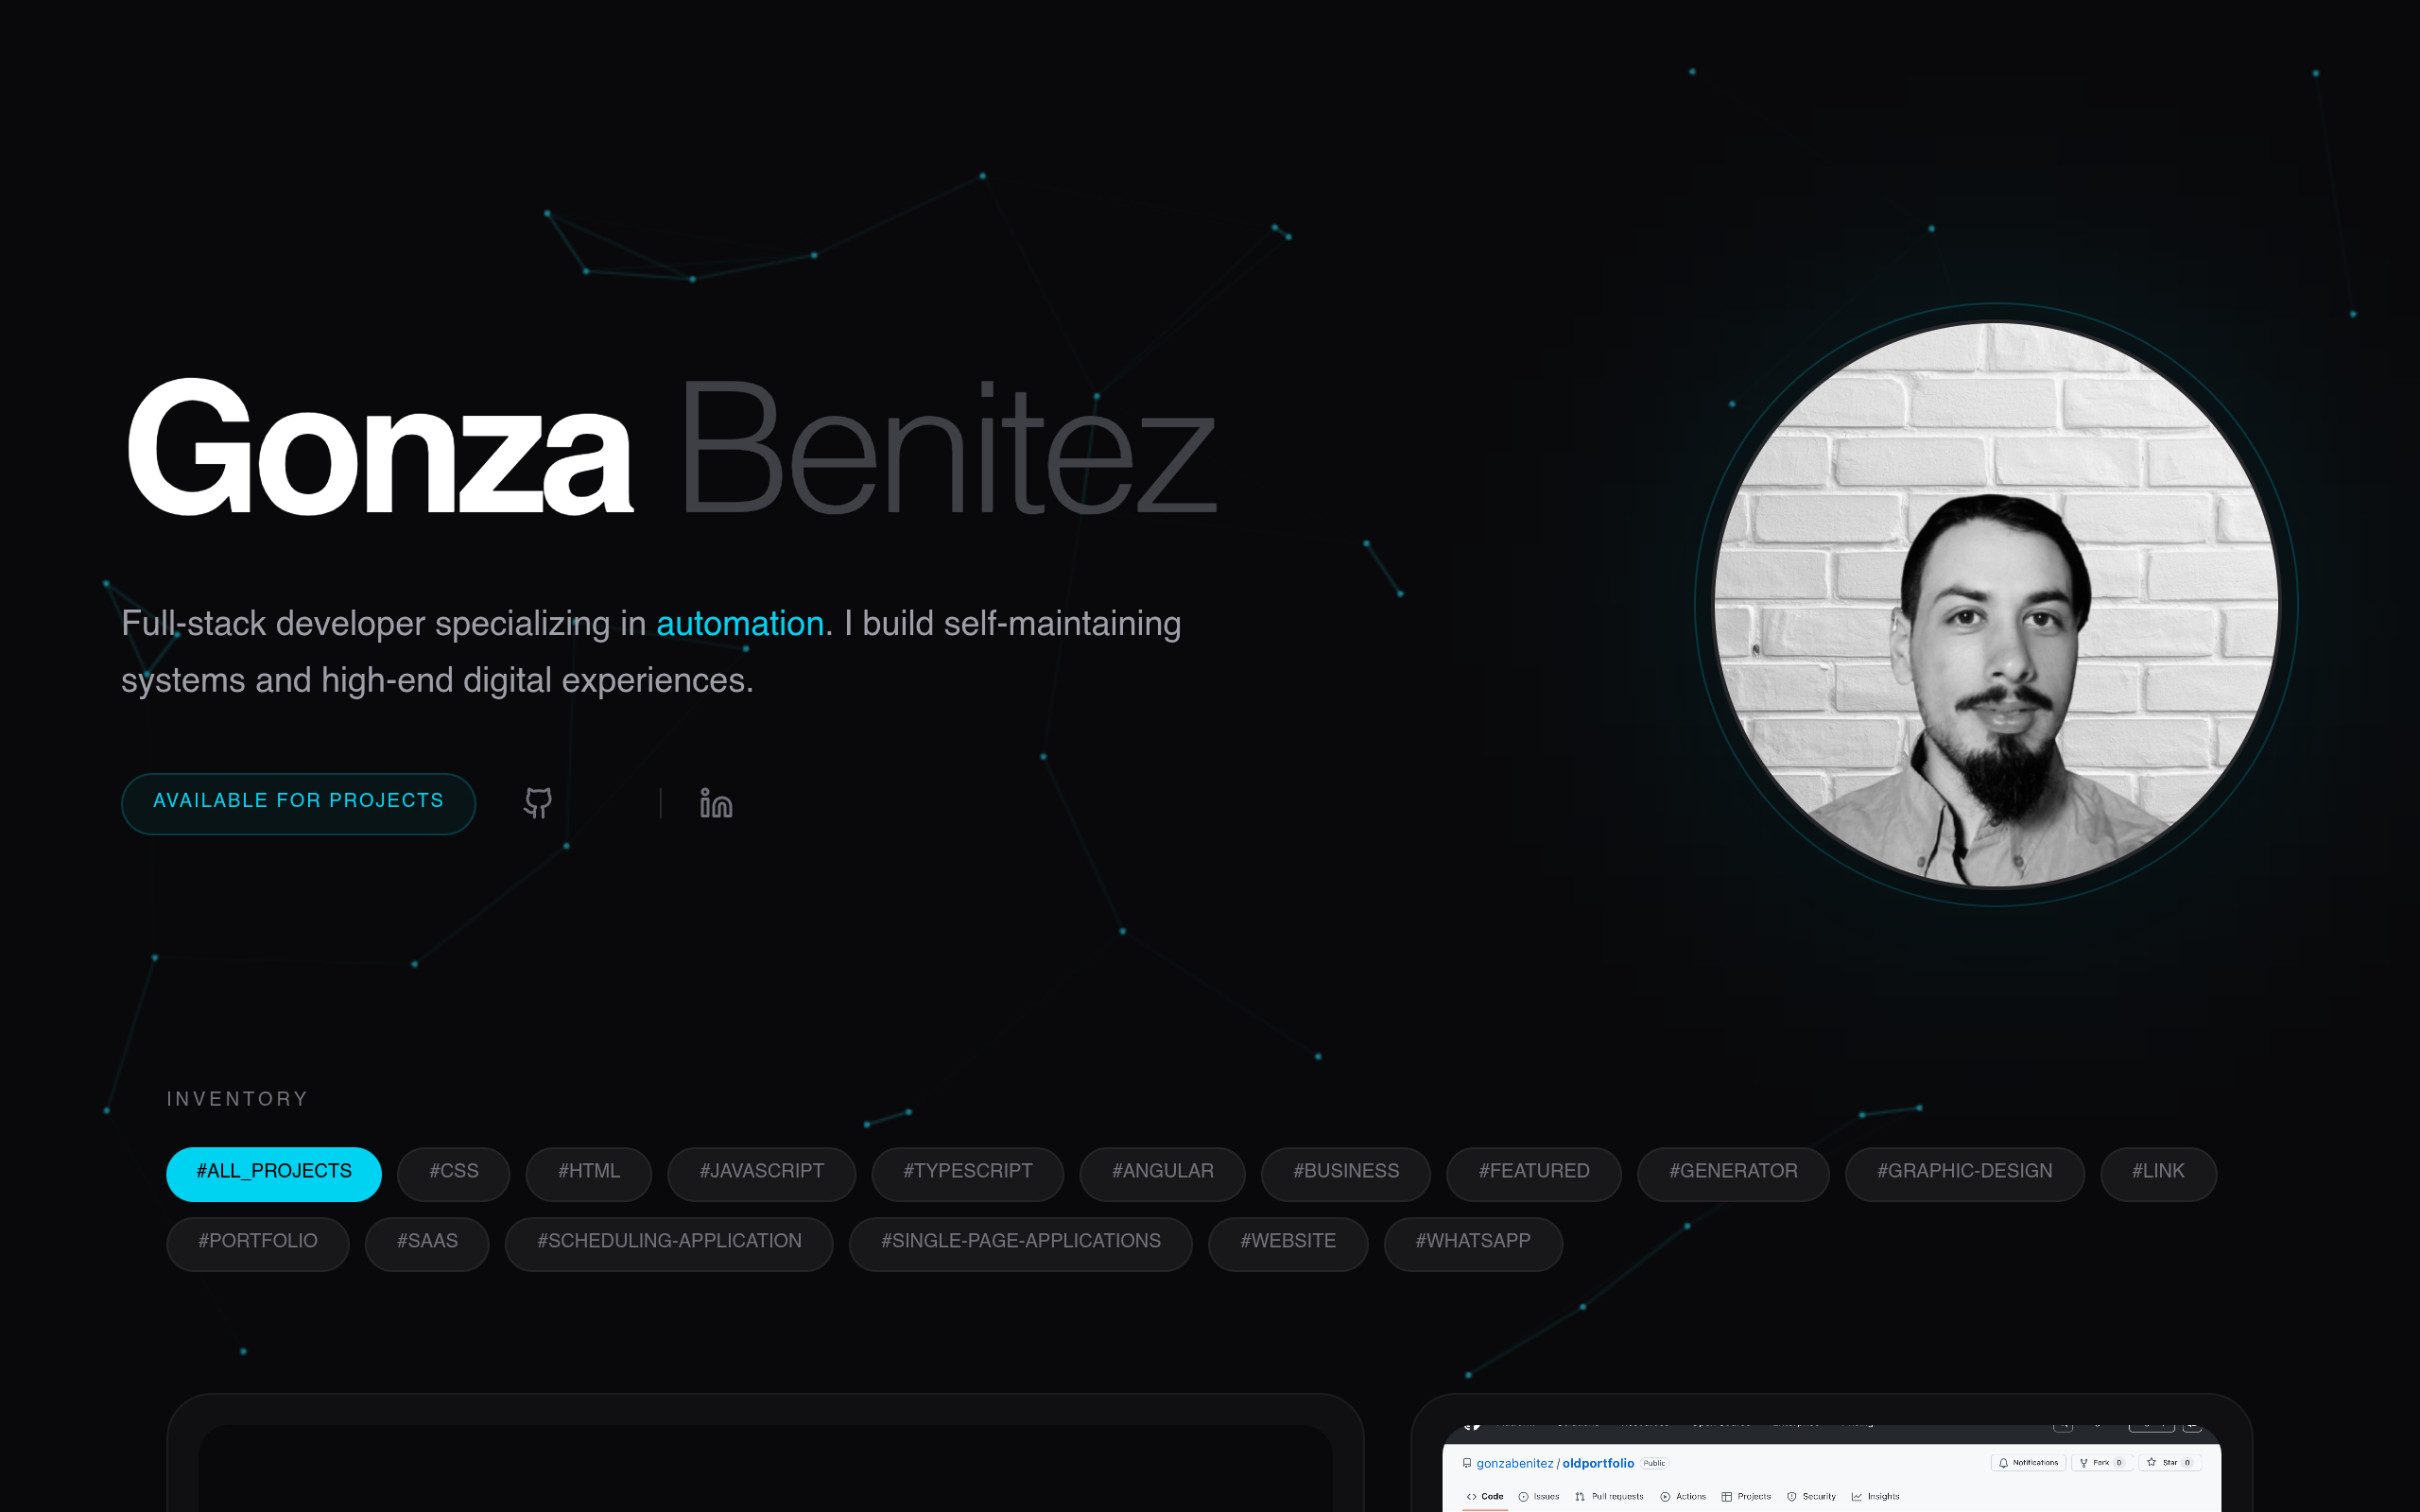 Gonza Benitez
Full-stack developer specializing in automation. I build self-maintaining
systems and high-end digital experiences.
AVAILABLE FOR PROJECTS
INVENTORY
#ALL_PROJECTS #CSS #HTML #JAVASCRIPT #TYPESCRIPT #ANGULAR #BUSINESS #FEATURED #GENERATOR #GRAPHIC-DESIGN #LINK
#PORTFOLIO #SAAS #SCHEDULING-APPLICATION #SINGLE-PAGE-APPLICATIONS #WEBSITE #WHATSAPP
gonzabenitez / oldportfolio Public Notifications Fork 0 Star 0
Code Issues Pull requests Actions Projects Security Insights